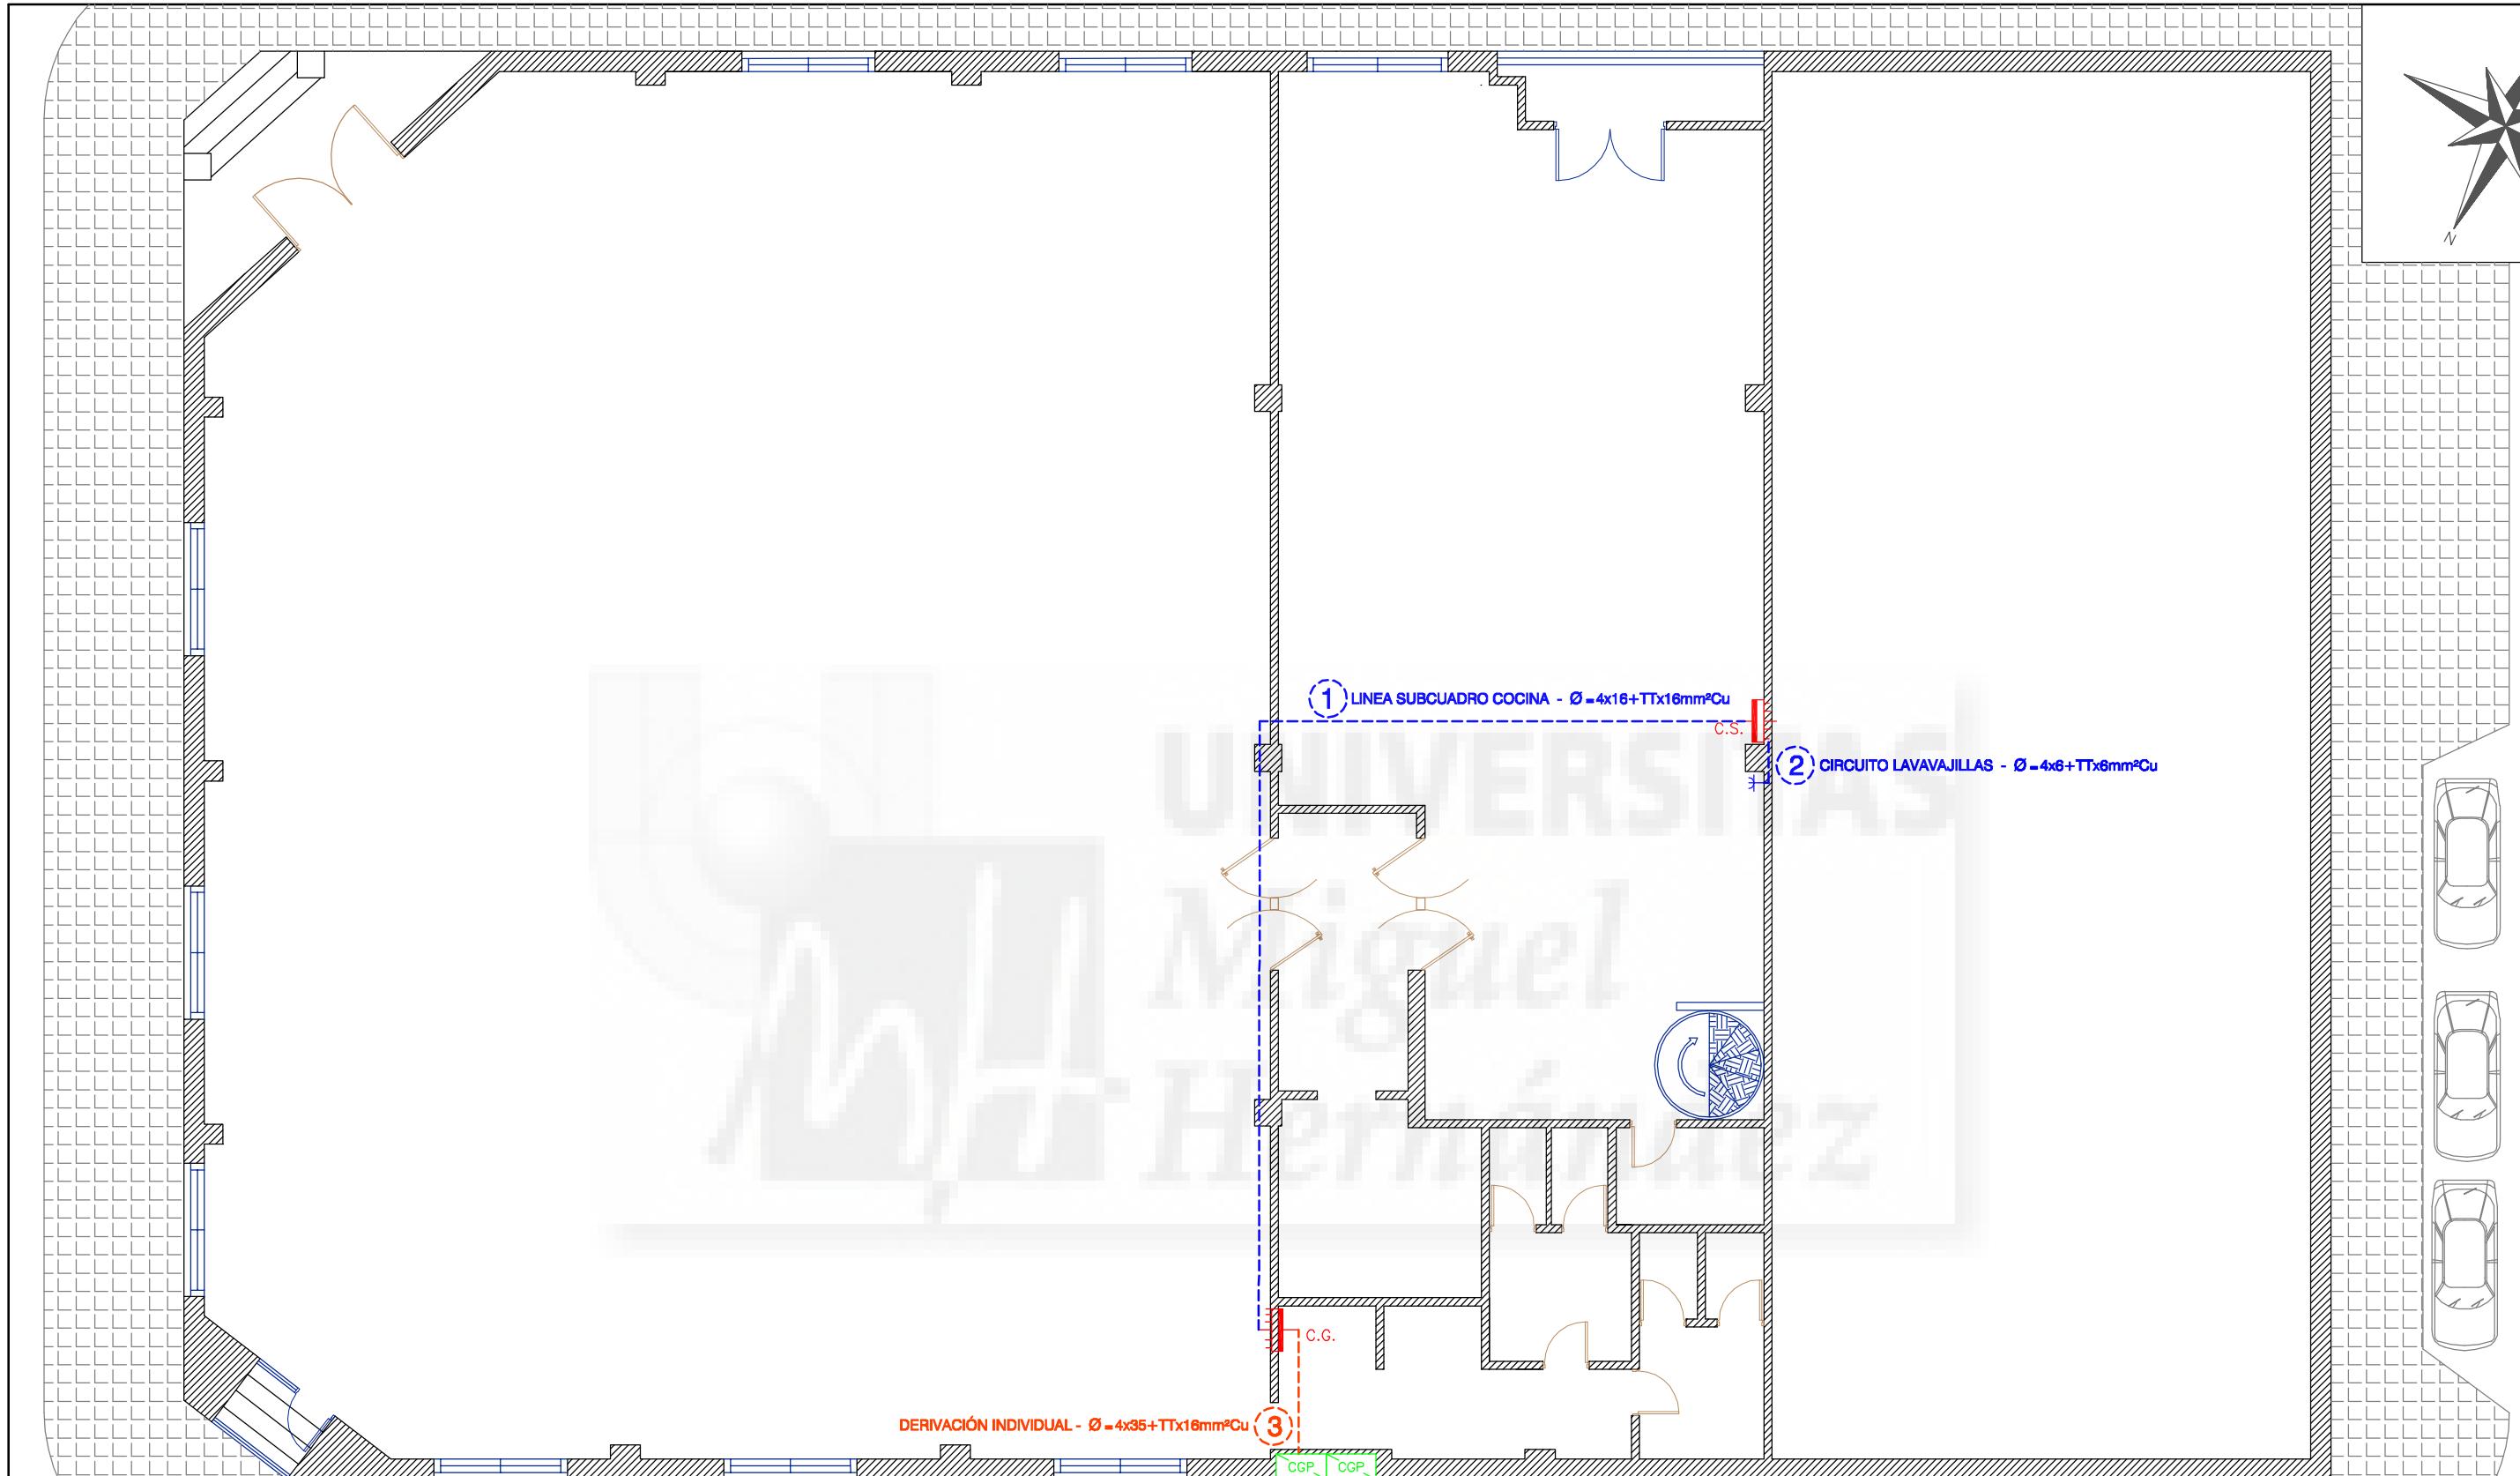 N
1 LINEA SUBCUADRO COCINA - Ø = 4x16+TTx16mm²Cu
C.S.
2 CIRCUITO LAVAVAJILLAS - Ø = 4x6+TTx6mm²Cu
UNIVERSITAS
Miguel
Hernández
C.G.
DERIVACIÓN INDIVIDUAL - Ø = 4x35+TTx16mm²Cu 3
CGP CGP